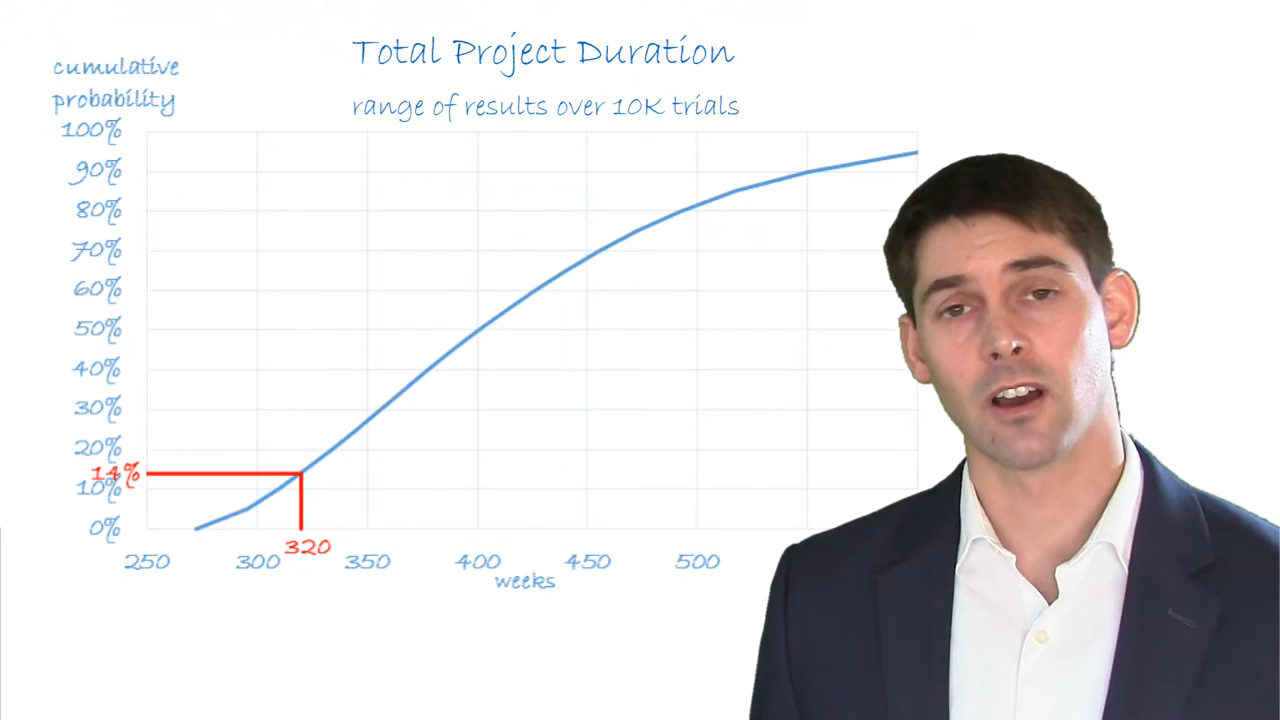 Total Project Duration
range of results over 10K trials
cumulative
probability
100%
90%
80%
70%
60%
50%
40%
30%
20%
14%
10%
0%
320
250 300 350 400 450 500
weeks